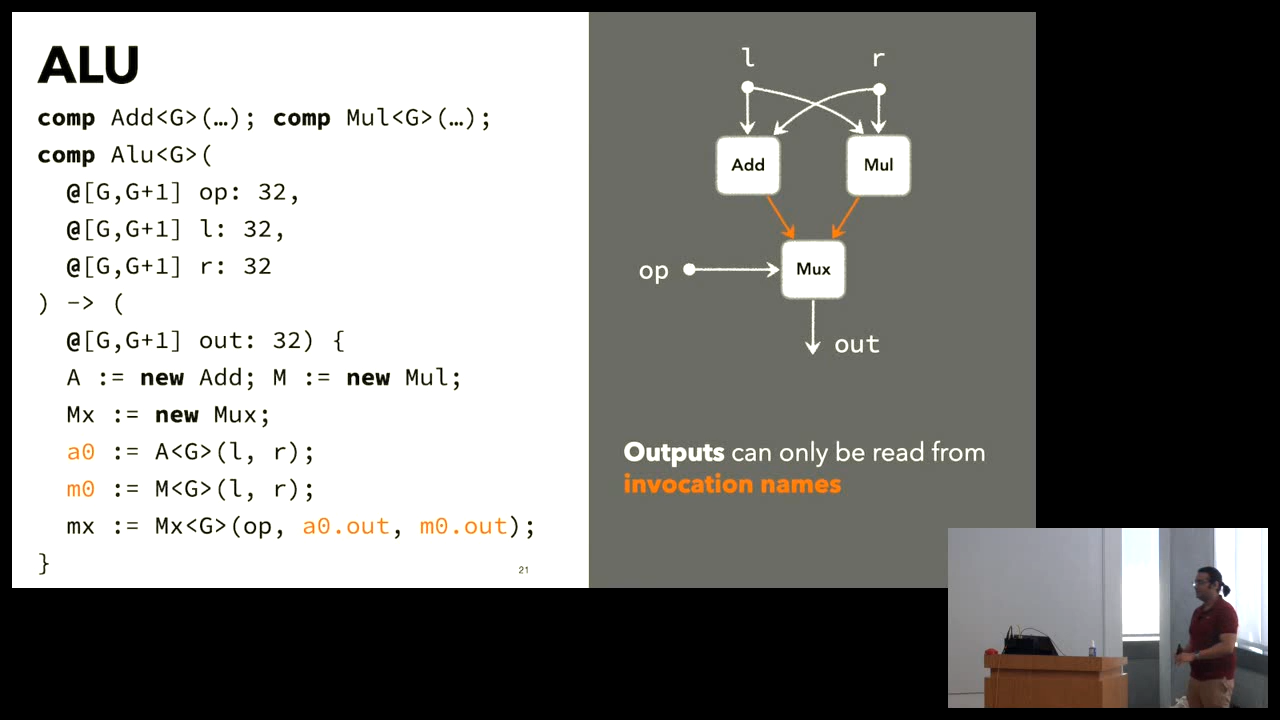 ALU
comp Add<G>(…); comp Mul<G>(…);
comp Alu<G>(
@[G,G+1] op: 32,
@[G,G+1] l: 32,
@[G,G+1] r: 32
) -> (
@[G,G+1] out: 32) {
A := new Add; M := new Mul;
Mx := new Mux;
a0 := A<G>(l, r);
m0 := M<G>(l, r);
mx := Mx<G>(op, a0.out, m0.out);
}
21
l r
Add Mul
op Mux
out
Outputs can only be read from
invocation names